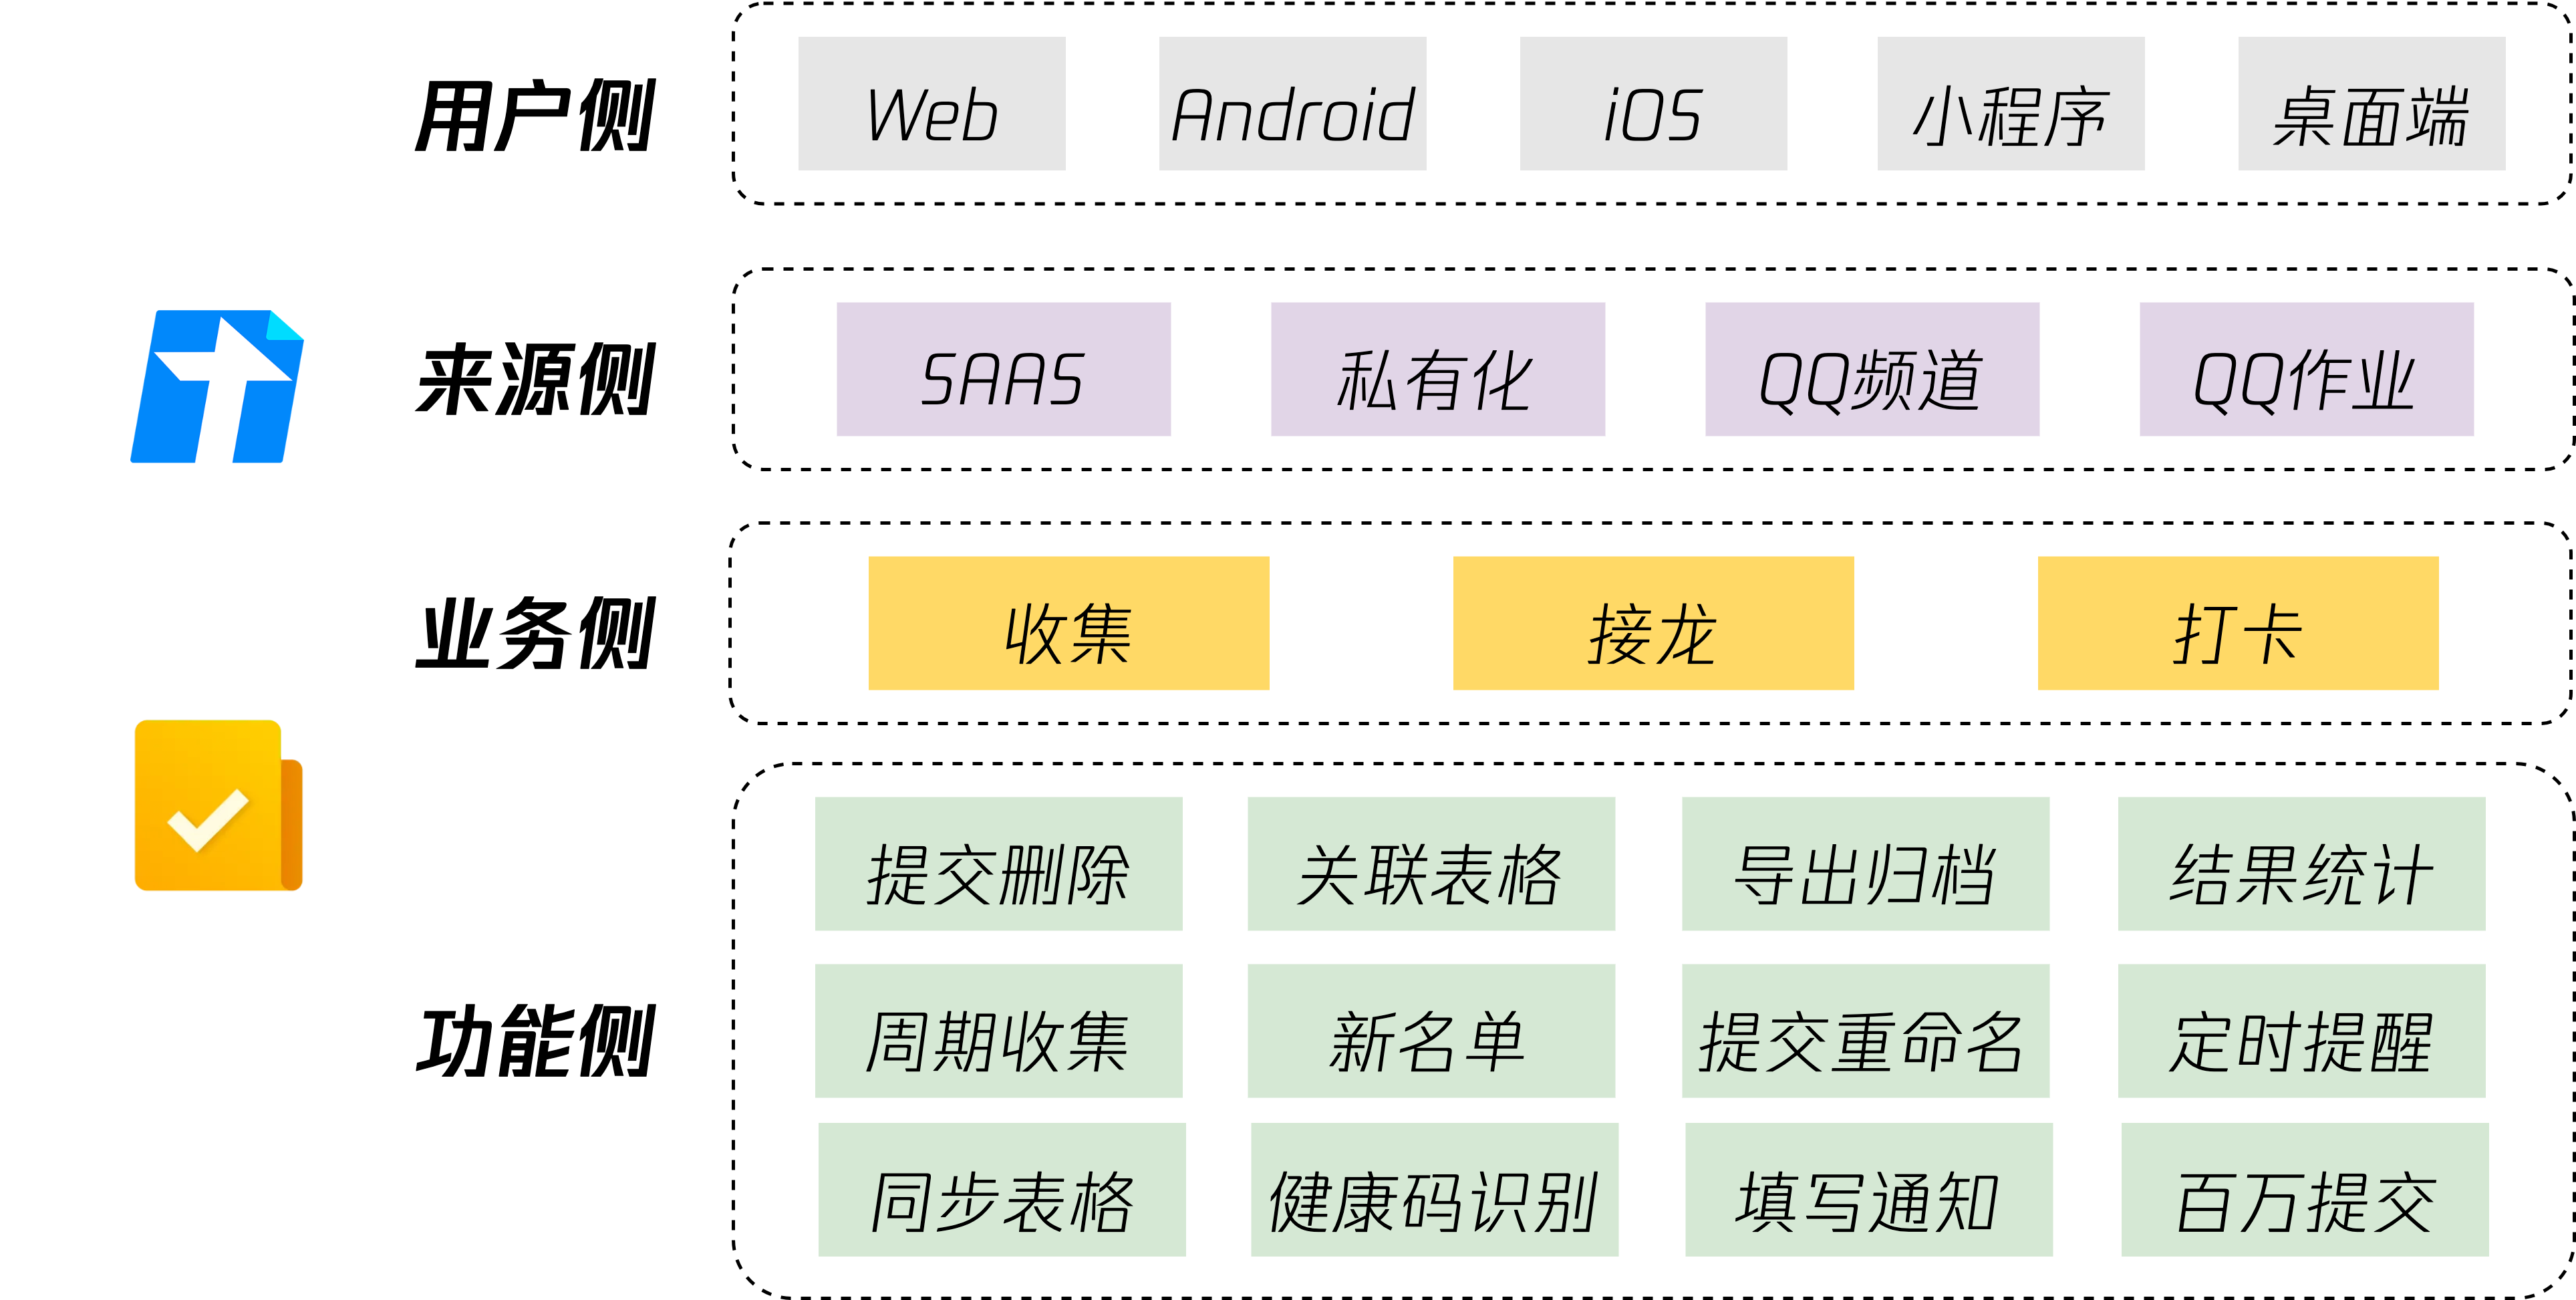 用户侧
Web Android iOS 小程序 桌面端
来源侧
SAAS 私有化 QQ频道 QQ作业
业务侧
收集 接龙 打卡
功能侧
提交删除 关联表格 导出归档 结果统计
周期收集 新名单 提交重命名 定时提醒
同步表格 健康码识别 填写通知 百万提交